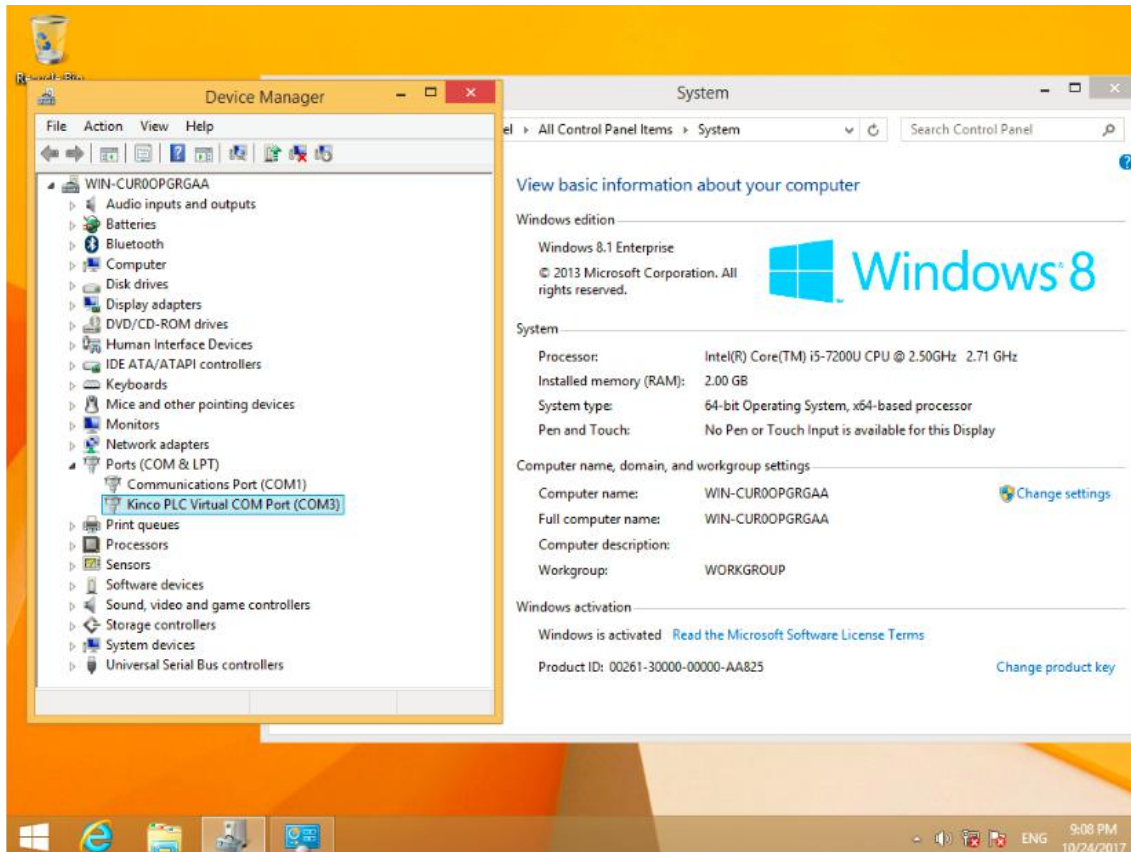 Recycle Bin
Device Manager
File Action View Help
WIN-CUR0OPGRGAA
Audio inputs and outputs
Batteries
Bluetooth
Computer
Disk drives
Display adapters
DVD/CD-ROM drives
Human Interface Devices
IDE ATA/ATAPI controllers
Keyboards
Mice and other pointing devices
Monitors
Network adapters
Ports (COM & LPT)
Communications Port (COM1)
Kinco PLC Virtual COM Port (COM3)
Print queues
Processors
Sensors
Software devices
Sound, video and game controllers
Storage controllers
System devices
Universal Serial Bus controllers
System
el › All Control Panel Items › System
Search Control Panel
View basic information about your computer
Windows edition
Windows 8.1 Enterprise
© 2013 Microsoft Corporation. All
rights reserved.
Windows 8
System
Processor: Intel(R) Core(TM) i5-7200U CPU @ 2.50GHz 2.71 GHz
Installed memory (RAM): 2.00 GB
System type: 64-bit Operating System, x64-based processor
Pen and Touch: No Pen or Touch Input is available for this Display
Computer name, domain, and workgroup settings
Computer name: WIN-CUR0OPGRGAA
Change settings
Full computer name: WIN-CUR0OPGRGAA
Computer description:
Workgroup: WORKGROUP
Windows activation
Windows is activated Read the Microsoft Software License Terms
Product ID: 00261-30000-00000-AA825
Change product key
ENG
9:08 PM
10/24/2017